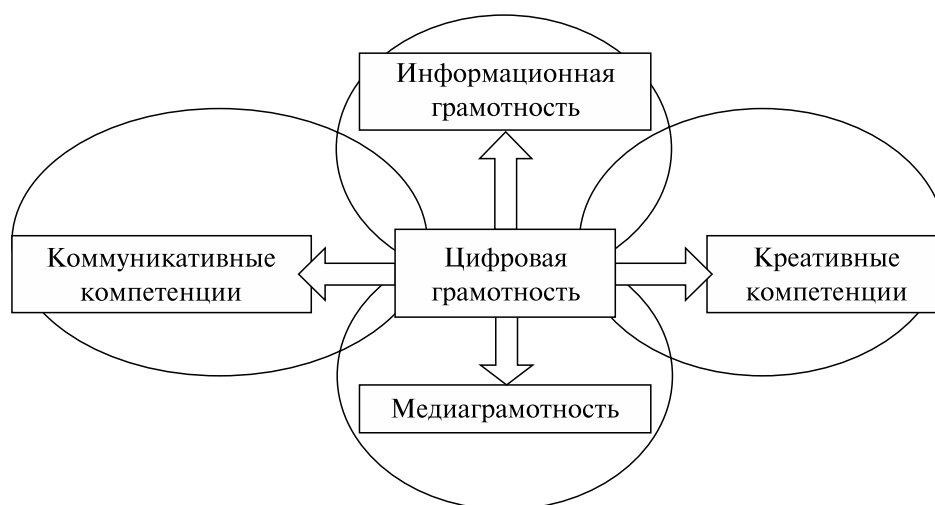 Информационная
грамотность
Коммуникативные
компетенции
Цифровая
грамотность
Креативные
компетенции
Медиаграмотность